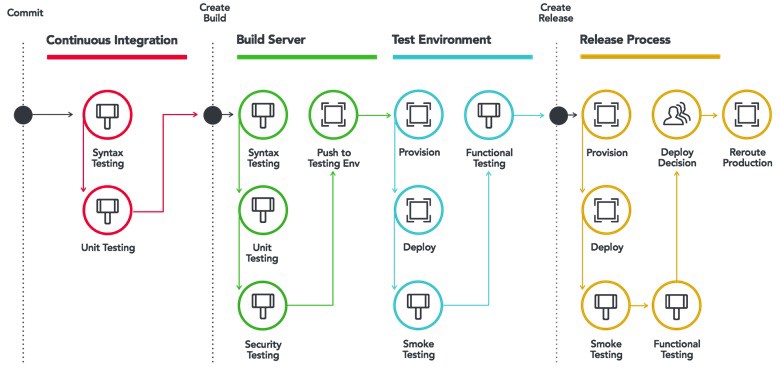 Commit
Create
Build
Create
Release
Continuous Integration
Build Server
Test Environment
Release Process
Syntax
Testing
Unit Testing
Syntax
Testing
Push to
Testing Env
Unit
Testing
Security
Testing
Provision
Functional
Testing
Deploy
Smoke
Testing
Provision
Deploy
Decision
Reroute
Production
Deploy
Smoke
Testing
Functional
Testing